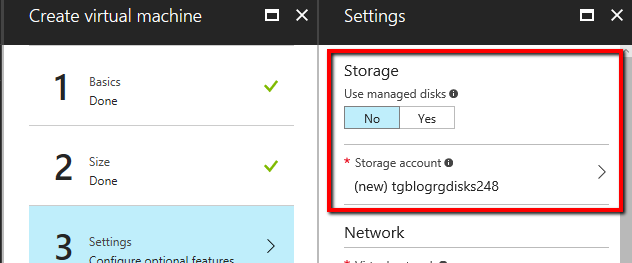 Create virtual machine
1
Basics
Done
2
Size
Done
3
Settings
Configure optional features
Settings
Storage
Use managed disks
No Yes
* Storage account
(new) tgblogrgdisks248
Network